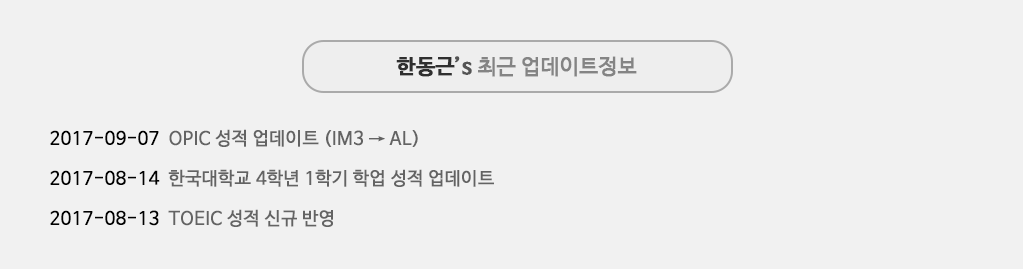 한동근’s 최근 업데이트정보
2017-09-07 OPIC 성적 업데이트 (IM3 → AL)
2017-08-14 한국대학교 4학년 1학기 학업 성적 업데이트
2017-08-13 TOEIC 성적 신규 반영